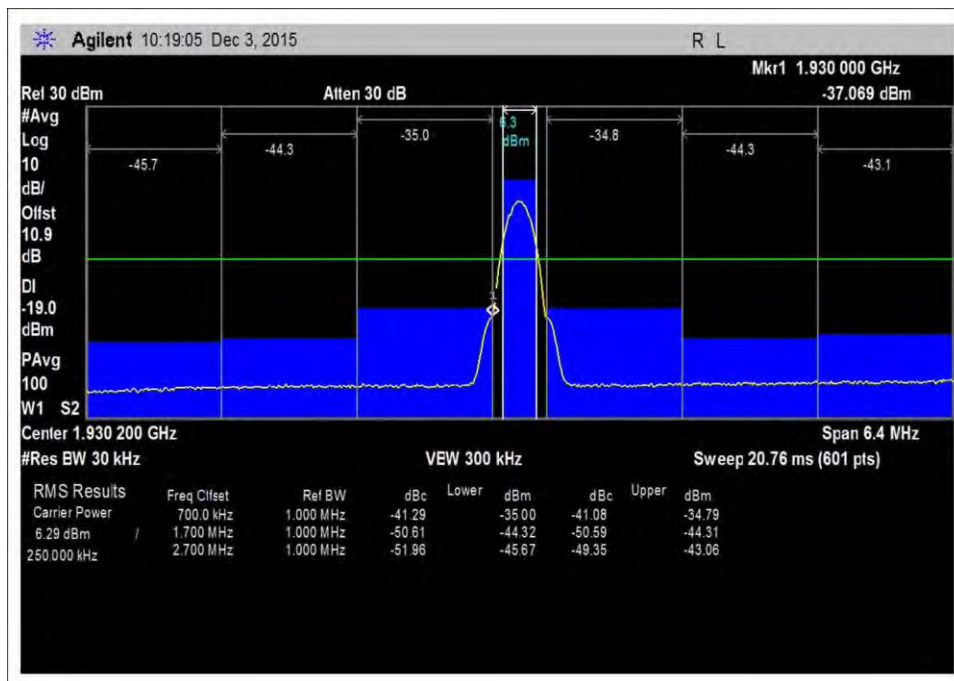 Agilent 10:19:05 Dec 3, 2015 R L
Mkr1 1.930 000 GHz
Rel 30 dBm Atten 30 dB -37.069 dBm
#Avg
Log
10
dB/
Offst
10.9
dB
DI
-19.0
dBm
PAvg
100
W1 S2
-45.7 -44.3 -35.0 6.3 dBm -34.8 -44.3 -43.1
1
Center 1.930 200 GHz Span 6.4 MHz
#Res BW 30 kHz VEW 300 kHz Sweep 20.76 ms (601 pts)
RMS Results Freq Clfset Ref BW dBc Lower dBm dBc Upper dBm
Carrier Power 700.0 kHz 1.000 MHz -41.29 -35.00 -41.08 -34.79
6.29 dBm / 1.700 MHz 1.000 MHz -50.61 -44.32 -50.59 -44.31
250.000 kHz 2.700 MHz 1.000 MHz -51.96 -45.67 -49.35 -43.06